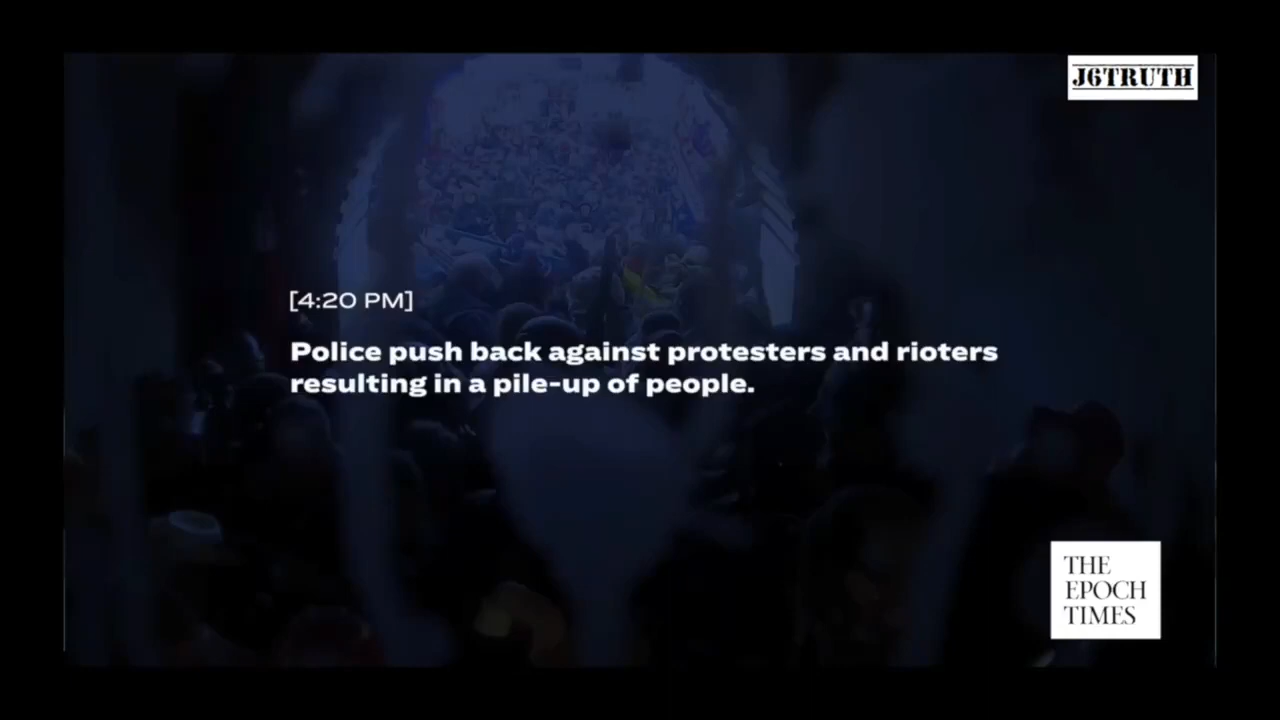 J6TRUTH
[4:20 PM]
Police push back against protesters and rioters
resulting in a pile-up of people.
THE
EPOCH
TIMES